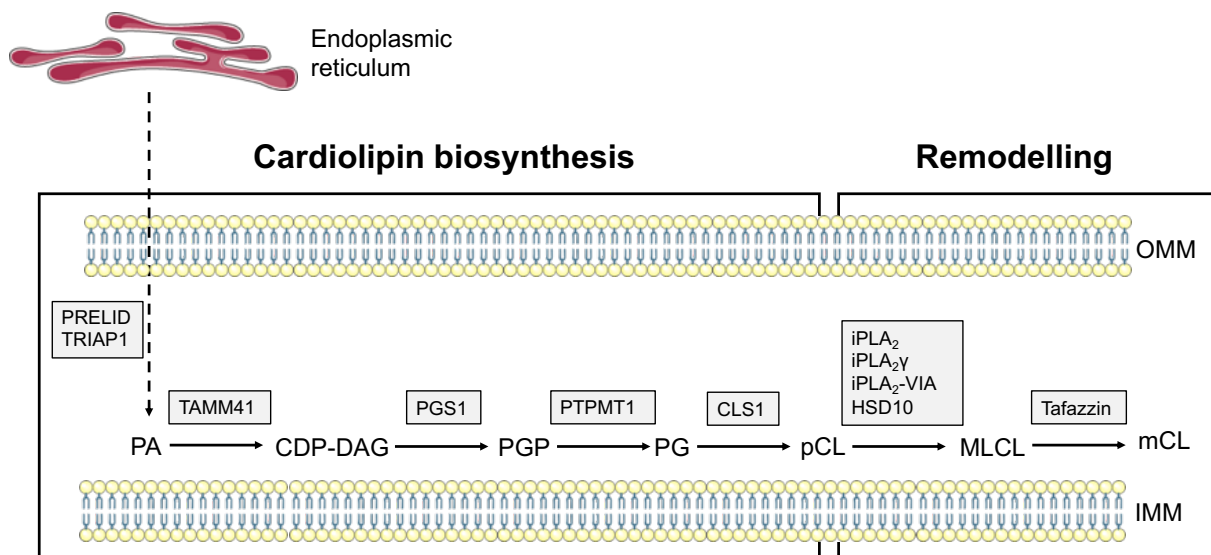 Endoplasmic
reticulum
Cardiolipin biosynthesis
Remodelling
OMM
PRELID
TRIAP1
iPLA₂
iPLA₂γ
iPLA₂-VIA
HSD10
TAMM41
PGS1
PTPMT1
CLS1
Tafazzin
PA
CDP-DAG
PGP
PG
pCL
MLCL
mCL
IMM